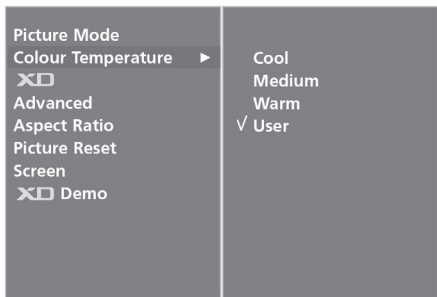 Picture Mode
Colour Temperature ►
XD
Advanced
Aspect Ratio
Picture Reset
Screen
XD Demo
Cool
Medium
Warm
√ User